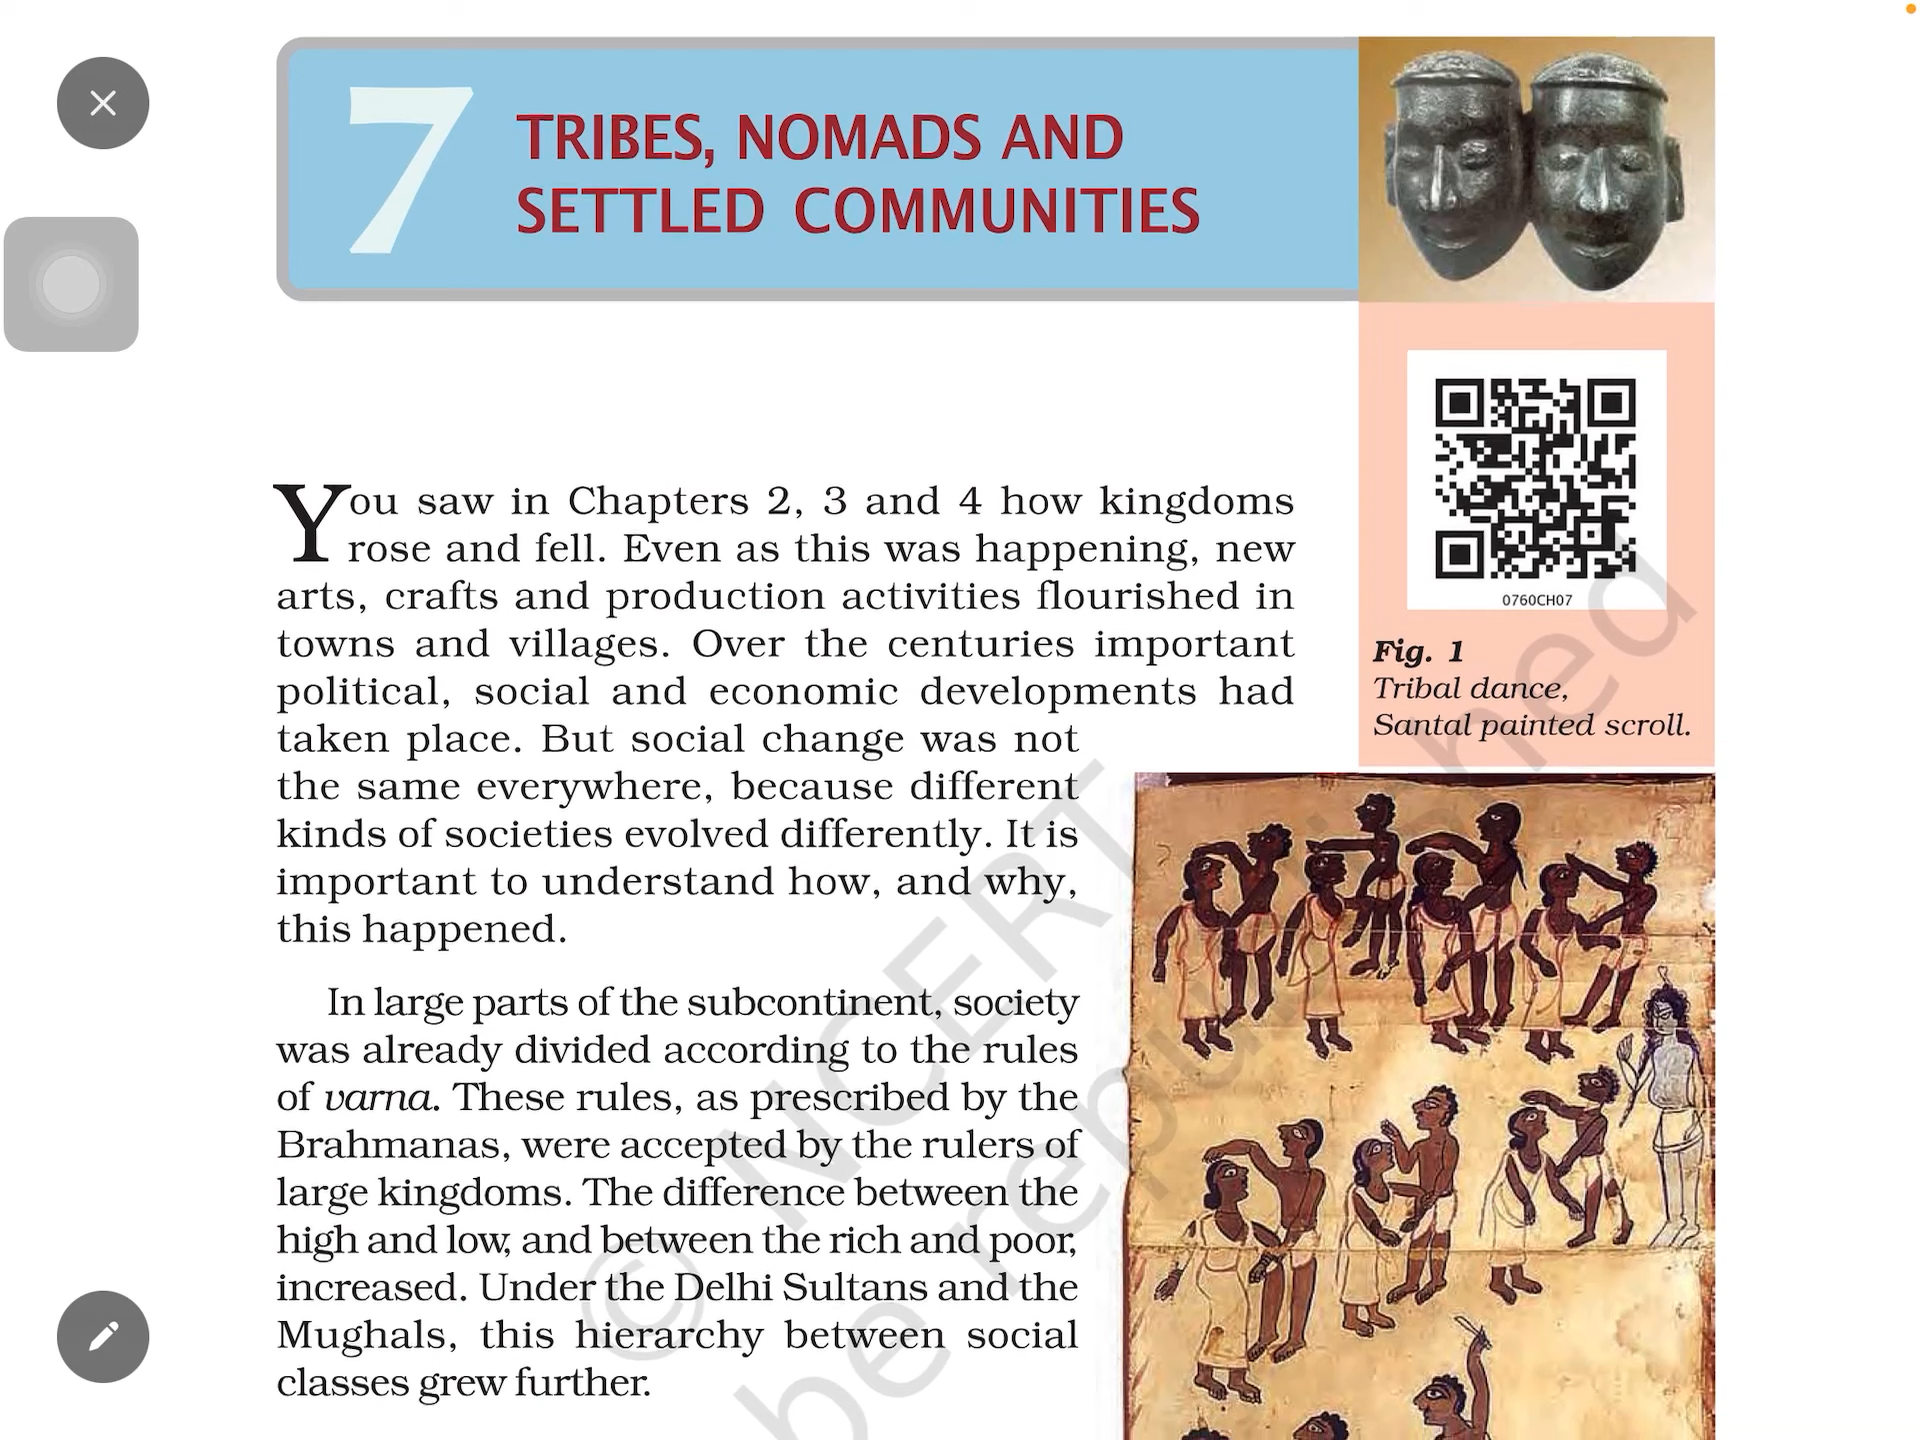 7
TRIBES, NOMADS AND
SETTLED COMMUNITIES
You saw in Chapters 2, 3 and 4 how kingdoms
rose and fell. Even as this was happening, new
arts, crafts and production activities flourished in
towns and villages. Over the centuries important
political, social and economic developments had
taken place. But social change was not
the same everywhere, because different
kinds of societies evolved differently. It is
important to understand how, and why,
this happened.
In large parts of the subcontinent, society
was already divided according to the rules
of varna. These rules, as prescribed by the
Brahmanas, were accepted by the rulers of
large kingdoms. The difference between the
high and low, and between the rich and poor,
increased. Under the Delhi Sultans and the
Mughals, this hierarchy between social
classes grew further.
0760CH07
Fig. 1
Tribal dance,
Santal painted scroll.
© NCERT
be republished